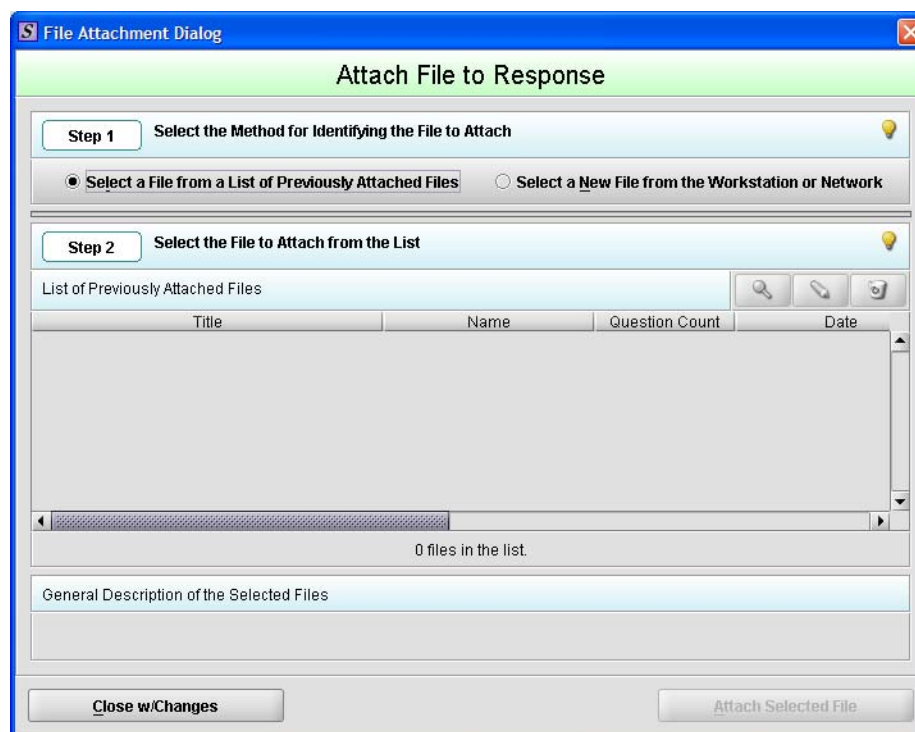 S File Attachment Dialog
Attach File to Response
Step 1 Select the Method for Identifying the File to Attach
Select a File from a List of Previously Attached Files Select a New File from the Workstation or Network
Step 2 Select the File to Attach from the List
List of Previously Attached Files
Title Name Question Count Date
0 files in the list.
General Description of the Selected Files
Close w/Changes Attach Selected File